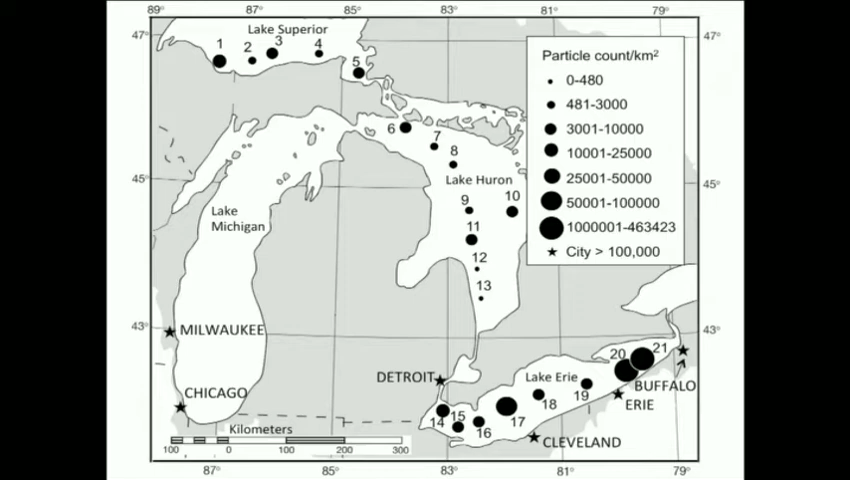 89° 87° 85° 83° 81° 79°
47° 47°
Lake Superior
1 2 3 4
5
Particle count/km²
0-480
481-3000
3001-10000
10001-25000
25001-50000
50001-100000
1000001-463423
City > 100,000
6 7
8
45° 45°
Lake Huron
9 10
Lake
Michigan
11
12
13
43° 43°
MILWAUKEE
20 21
DETROIT
Lake Erie
BUFFALO
CHICAGO
18 19
ERIE
14 15 16 17
Kilometers
CLEVELAND
100 50 0 100 200 300
87° 85° 83° 81° 79°